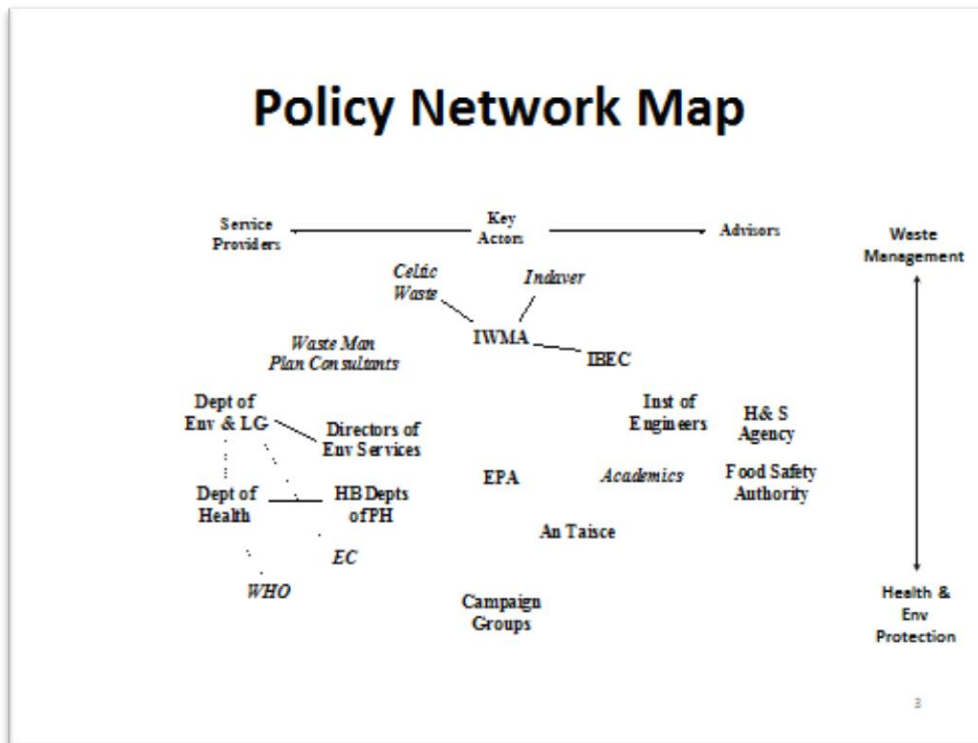 Policy Network Map
Service
Providers
Key
Actors
Advisors
Waste
Management
Celtic
Waste
Indaver
IWMA
IBEC
Waste Man
Plan Consultants
Dept of
Env & LG
Directors of
Env Services
Inst of
Engineers
H& S
Agency
EPA
Academics
Food Safety
Authority
Dept of
Health
HB Depts
of PH
An Taisce
EC
WHO
Campaign
Groups
Health &
Env
Protection
3